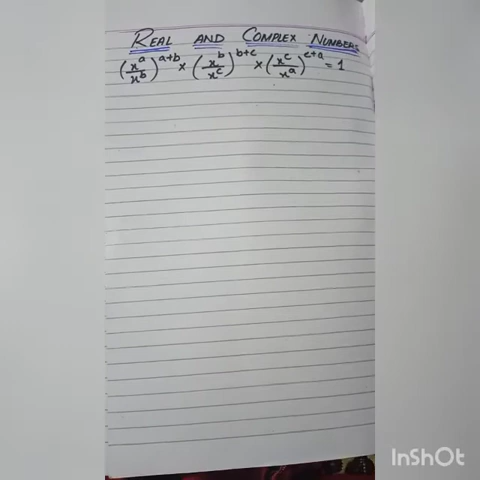 REAL AND COMPLEX NUMBERS
(x^a/x^b)^a+b × (x^b/x^c)^b+c × (x^c/x^a)^c+a = 1
InShOt